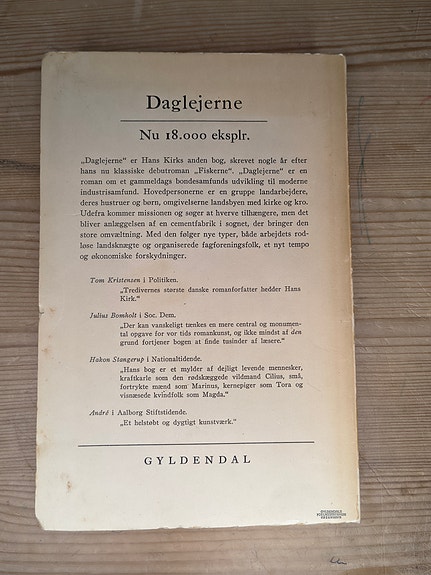 Daglejerne
Nu 18.000 eksplr.
„Daglejerne“ er Hans Kirks anden bog, skrevet nogle år efter
hans nu klassiske debutroman „Fiskerne“. „Daglejerne“ er en
roman om et gammeldags bondesamfunds udvikling til moderne
industrisamfund. Hovedpersonerne er en gruppe landarbejdere,
deres hustruer og børn, omgivelserne landsbyen med kirke og kro.
Udefra kommer missionen og søger at hverve tilhængere, men det
bliver anlæggelsen af en cementfabrik i sognet, der bringer den
store omvæltning. Med den følger nye typer, både arbejdets rod-
løse landsknægte og organiserede fagforeningsfolk, et nyt tempo
og økonomiske forskydninger.
Tom Kristensen i Politiken.
„Tredivernes største danske romanforfatter hedder Hans
Kirk.“
Julius Bomholt i Soc. Dem.
„Der kan vanskeligt tænkes en mere central og monumen-
tal opgave for vor tids romankunst, og ikke mindst af den
grund fortjener bogen at finde tusinder af læsere.“
Hakon Stangerup i Nationaltidende.
„Hans bog er et mylder af dejligt levende mennesker,
kraftkarle som den rødskæggede vildmand Cilius, små,
fortrykte mænd som Marinus, kernepiger som Tora og
visnæsede kvindfolk som Magda.“
André i Aalborg Stiftstidende.
„Et helstøbt og dygtigt kunstværk.“
GYLDENDAL